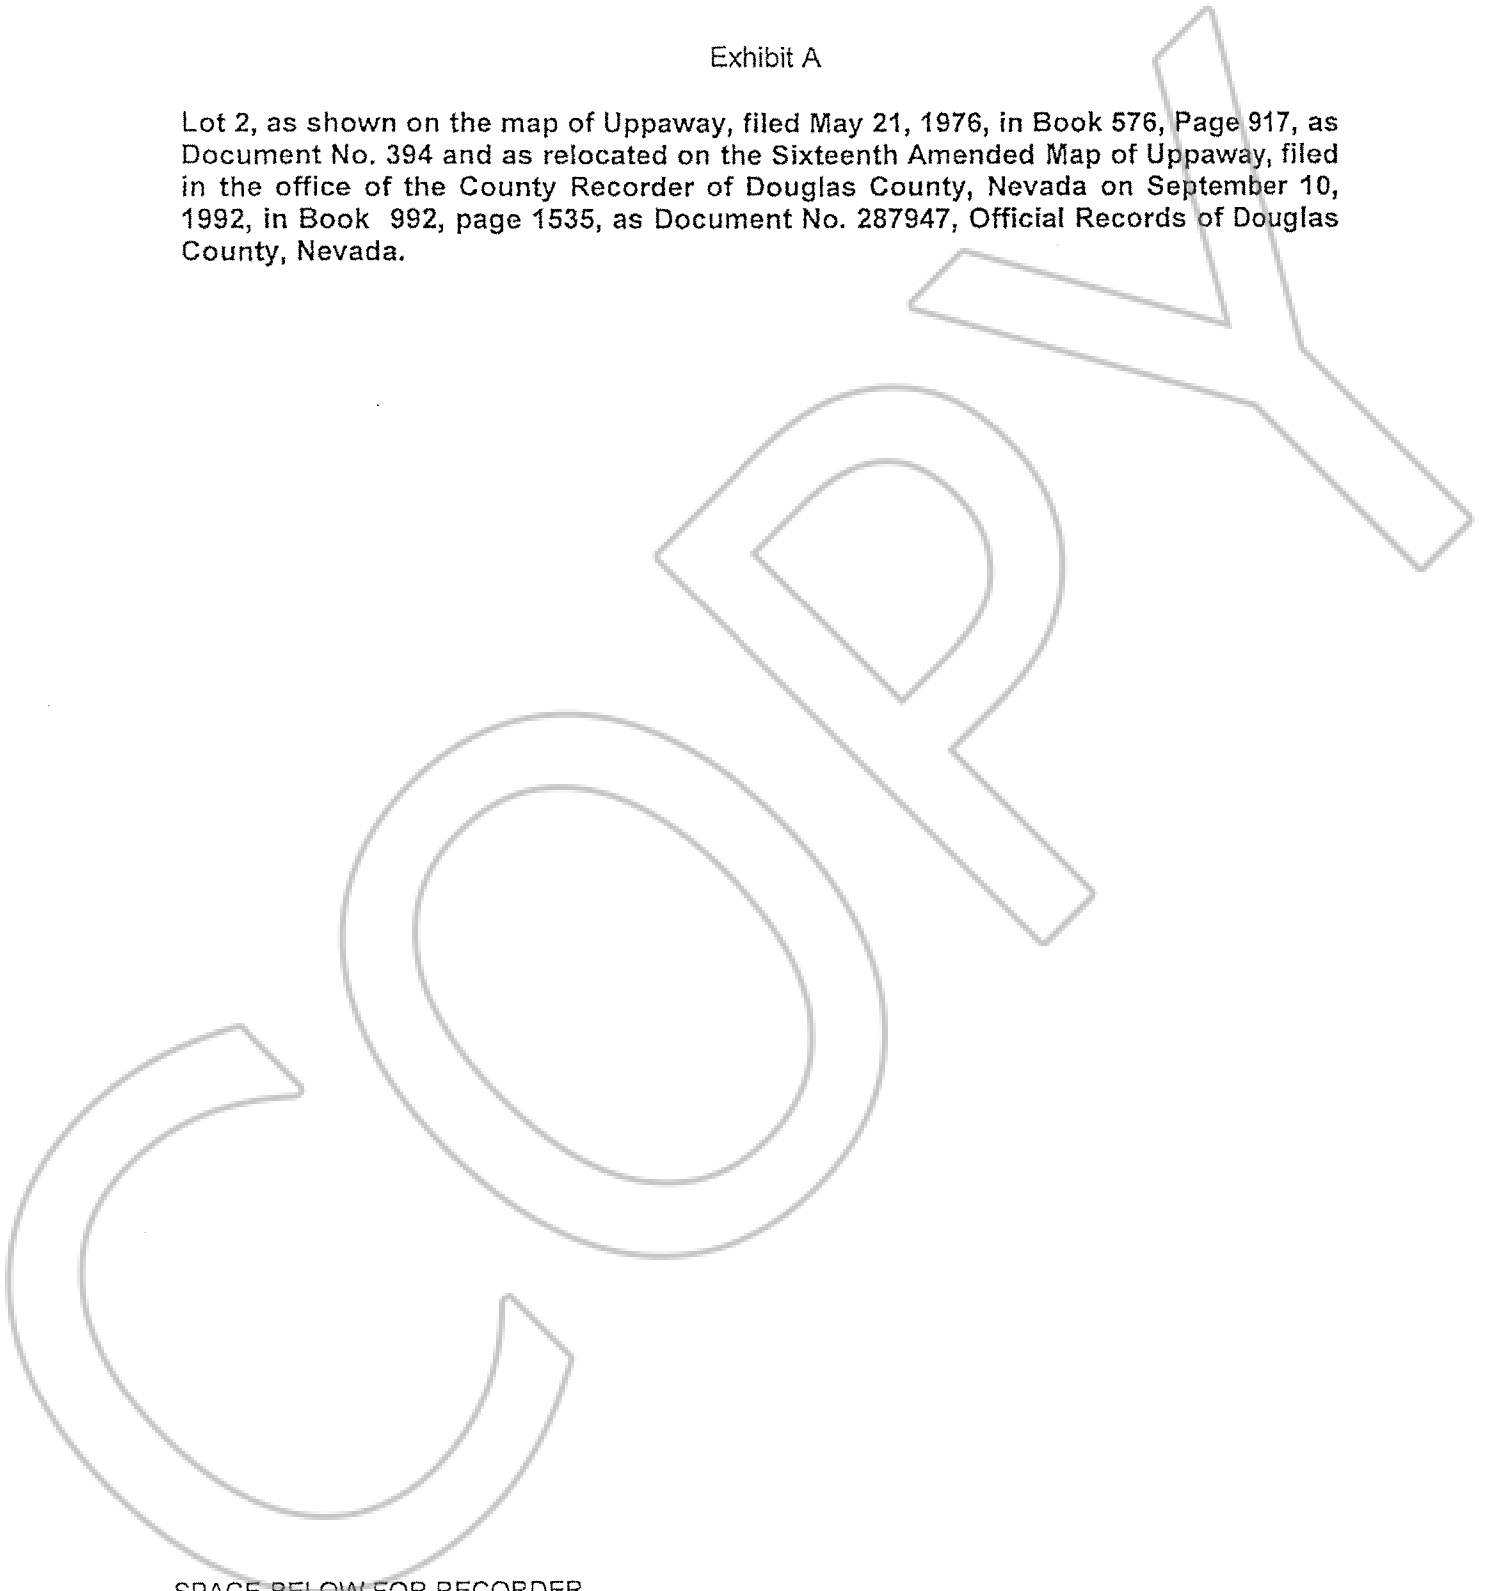 Exhibit A
Lot 2, as shown on the map of Uppaway, filed May 21, 1976, in Book 576, Page 917, as
Document No. 394 and as relocated on the Sixteenth Amended Map of Uppaway, filed
in the office of the County Recorder of Douglas County, Nevada on September 10,
1992, in Book 992, page 1535, as Document No. 287947, Official Records of Douglas
County, Nevada.
COPY
SPACE BELOW FOR RECORDER